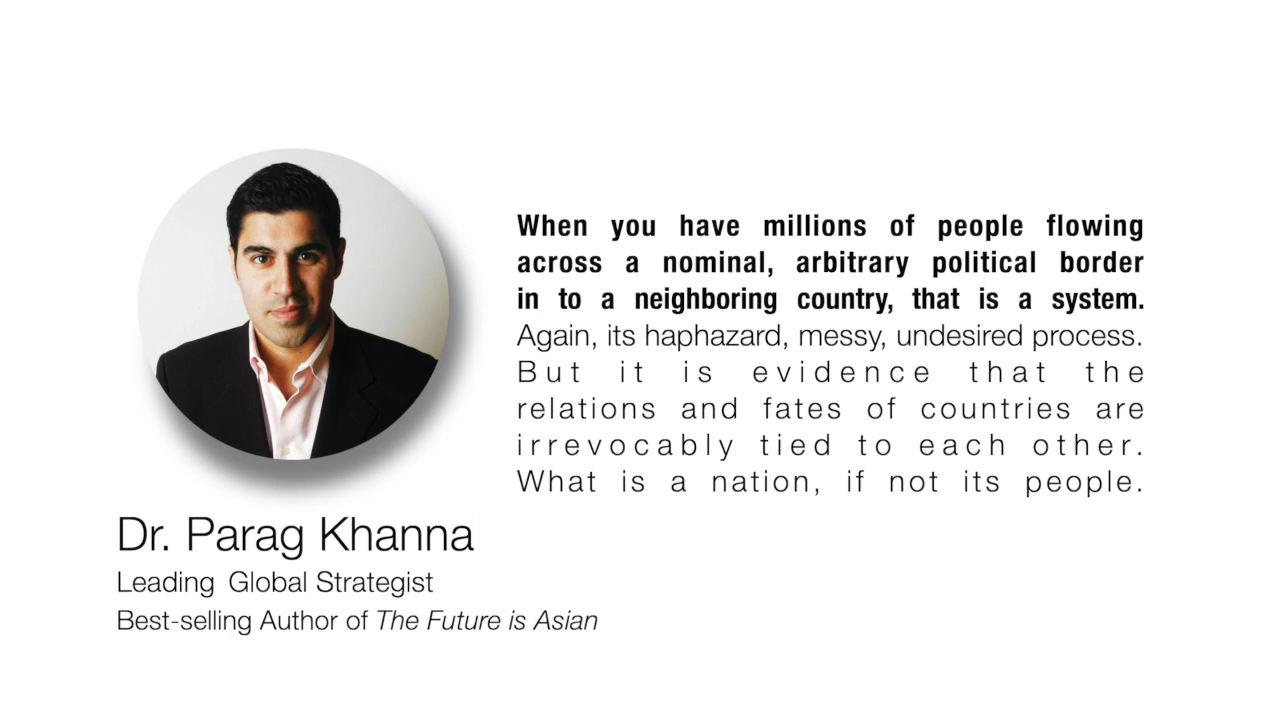 When you have millions of people flowing
across a nominal, arbitrary political border
in to a neighboring country, that is a system.
Again, its haphazard, messy, undesired process.
But it is evidence that the
relations and fates of countries are
irrevocably tied to each other.
What is a nation, if not its people.
Dr. Parag Khanna
Leading Global Strategist
Best-selling Author of The Future is Asian